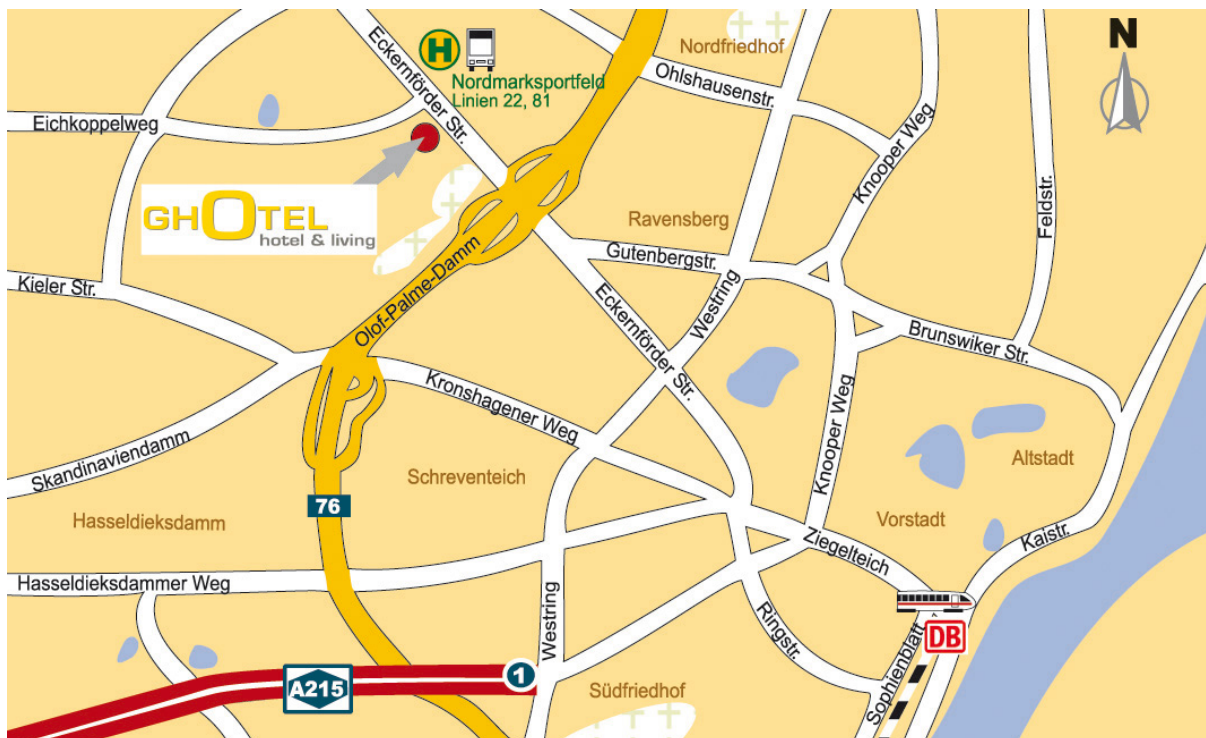 N
Eckernförder Str.
H
Nordmarksportfeld
Linien 22, 81
Nordfriedhof
Ohlshausenstr.
Eichkoppelweg
Knooper Weg
Feldstr.
GHOTEL
hotel & living
Ravensberg
Gutenbergstr.
Kieler Str.
Olof-Palme-Damm
Westring
Eckernförder Str.
Brunswiker Str.
Kronshagener Weg
Knooper Weg
Skandinaviendamm
Schreventeich
Altstadt
76
Hasseldieksdamm
Vorstadt
Kaistr.
Ziegelteich
Hasseldieksdammer Weg
Westring
Ringstr.
DB
Sophienblatt
A215
1
Südfriedhof